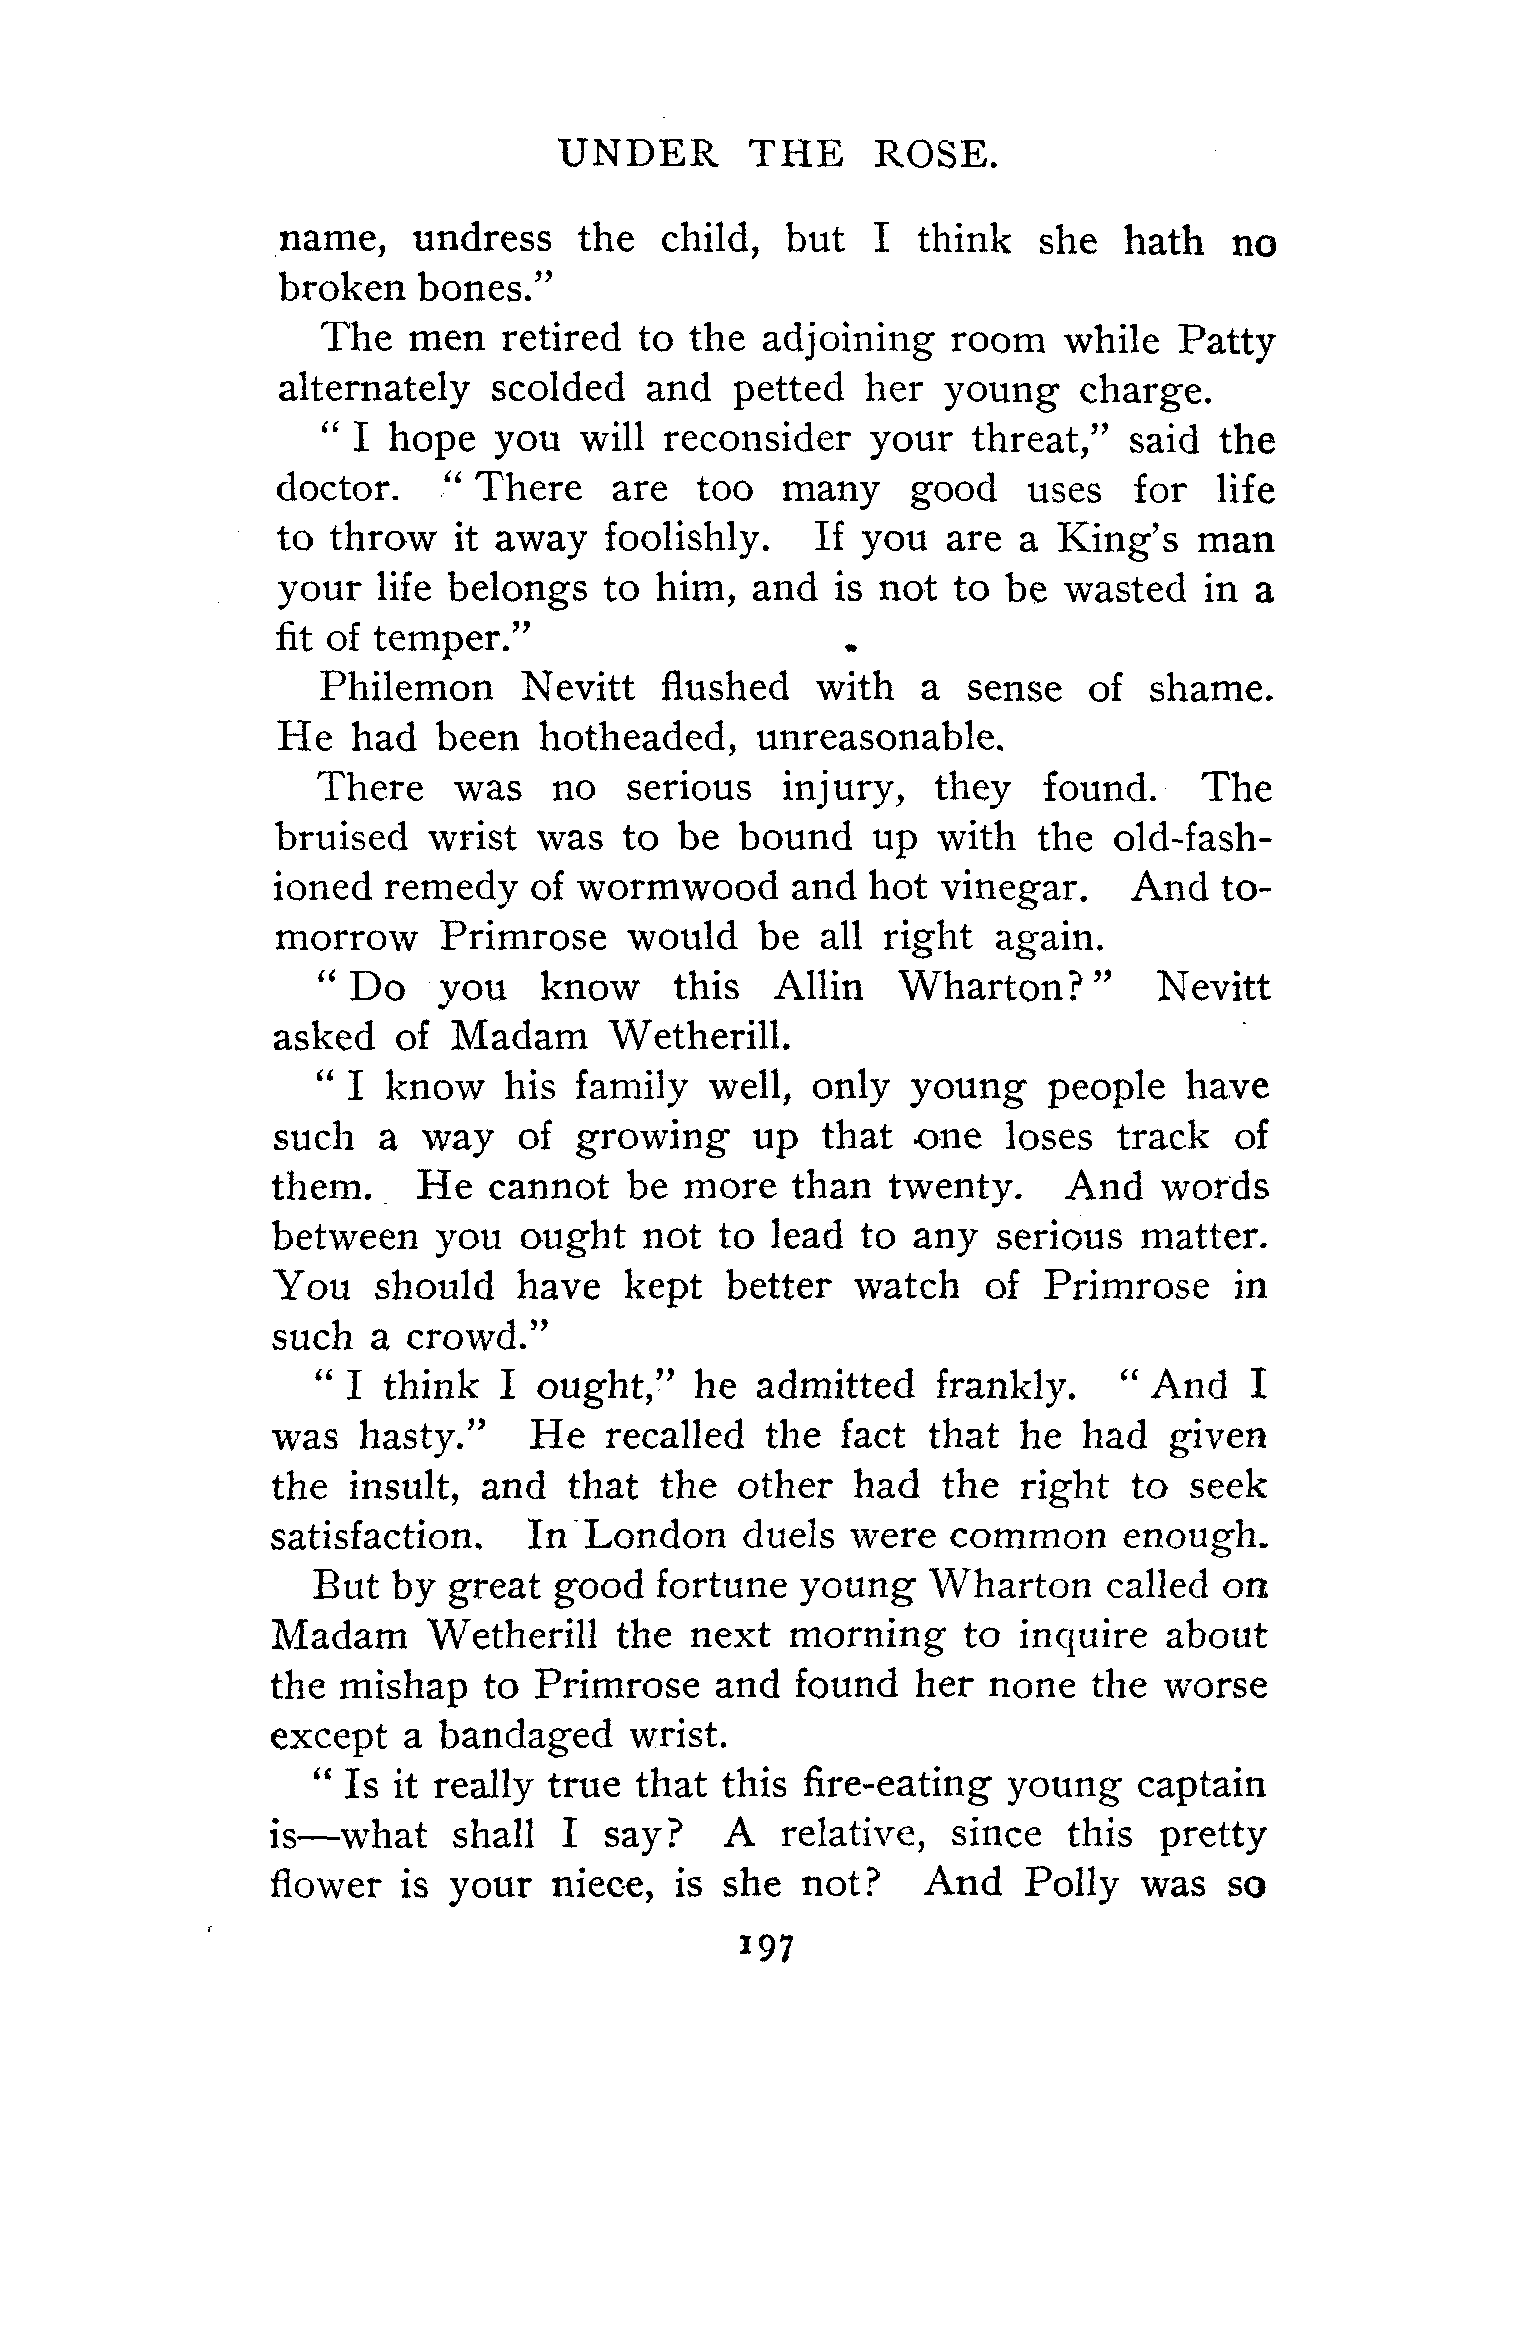 UNDER THE ROSE.
name, undress the child, but I think she hath no
broken bones.”
The men retired to the adjoining room while Patty
alternately scolded and petted her young charge.
“ I hope you will reconsider your threat,” said the
doctor. “ There are too many good uses for life
to throw it away foolishly. If you are a King’s man
your life belongs to him, and is not to be wasted in a
fit of temper.”
Philemon Nevitt flushed with a sense of shame.
He had been hotheaded, unreasonable.
There was no serious injury, they found. The
bruised wrist was to be bound up with the old-fash-
ioned remedy of wormwood and hot vinegar. And to-
morrow Primrose would be all right again.
“ Do you know this Allin Wharton? ” Nevitt
asked of Madam Wetherill.
“ I know his family well, only young people have
such a way of growing up that one loses track of
them. He cannot be more than twenty. And words
between you ought not to lead to any serious matter.
You should have kept better watch of Primrose in
such a crowd.”
“ I think I ought,” he admitted frankly. “ And I
was hasty.” He recalled the fact that he had given
the insult, and that the other had the right to seek
satisfaction. In London duels were common enough.
But by great good fortune young Wharton called on
Madam Wetherill the next morning to inquire about
the mishap to Primrose and found her none the worse
except a bandaged wrist.
“ Is it really true that this fire-eating young captain
is—what shall I say? A relative, since this pretty
flower is your niece, is she not? And Polly was so
197